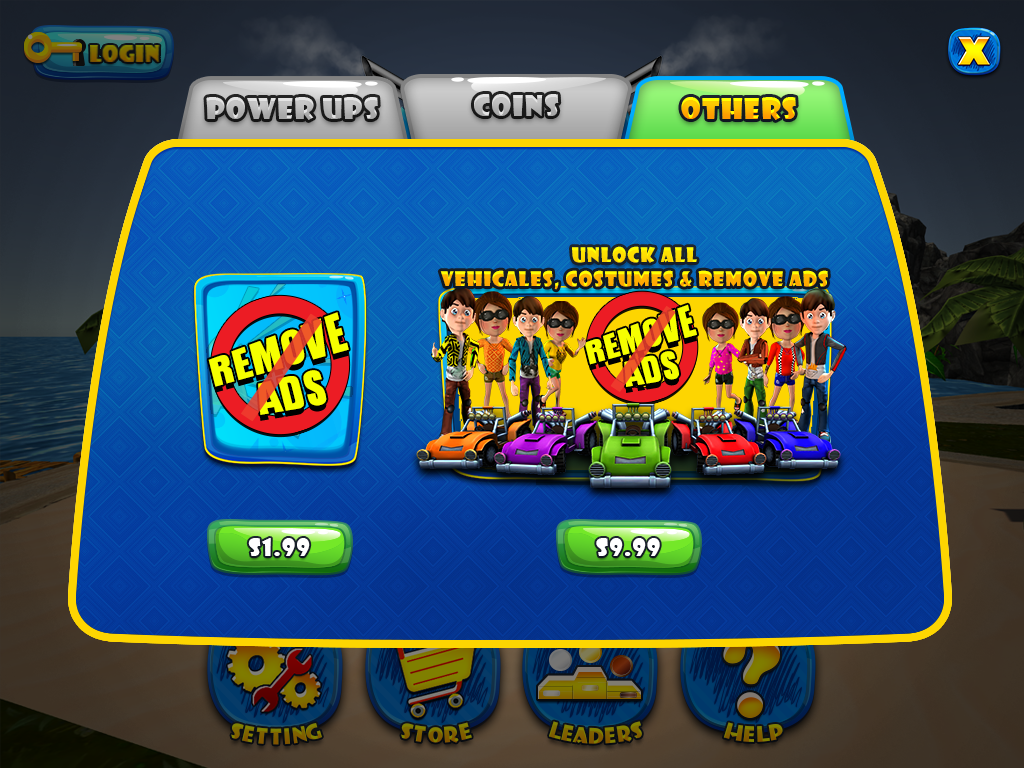 LOGIN
X
POWER UPS
COINS
OTHERS
UNLOCK ALL
VEHICALES, COSTUMES & REMOVE ADS
REMOVE
ADS
REMOVE
ADS
$1.99
$9.99
SETTING
STORE
LEADERS
HELP